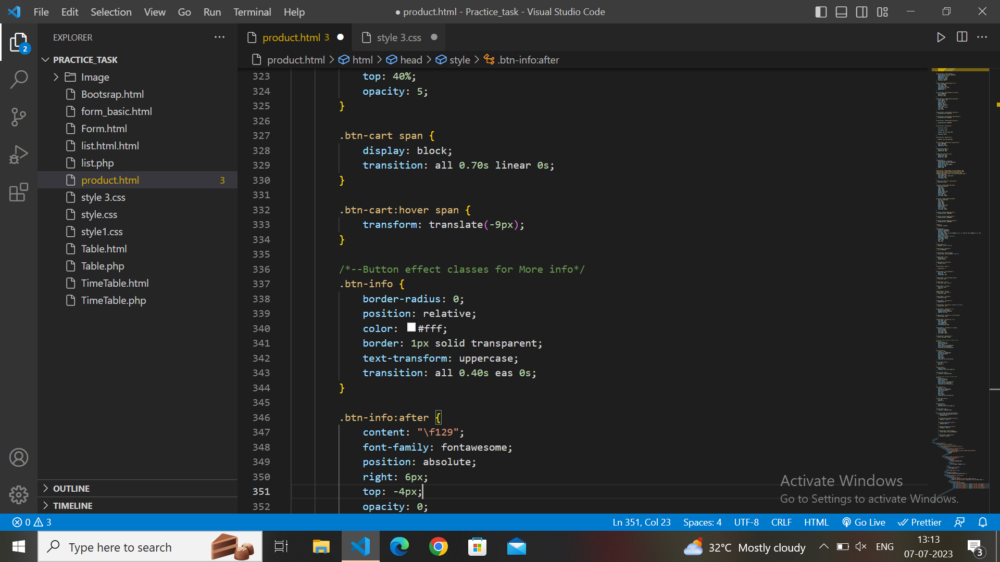 File Edit Selection View Go Run Terminal Help
● product.html - Practice_task - Visual Studio Code
EXPLORER
product.html 3
style 3.css
product.html > html > head > style > .btn-info:after
2
PRACTICE_TASK
Image
Bootsrap.html
form_basic.html
Form.html
list.html.html
list.php
product.html 3
style 3.css
style.css
style1.css
Table.html
Table.php
TimeTable.html
TimeTable.php
OUTLINE
TIMELINE
323 top: 40%;
324 opacity: 5;
325 }
326
327 .btn-cart span {
328 display: block;
329 transition: all 0.70s linear 0s;
330 }
331
332 .btn-cart:hover span {
333 transform: translate(-9px);
334 }
335
336 /*--Button effect classes for More info*/
337 .btn-info {
338 border-radius: 0;
339 position: relative;
340 color: #fff;
341 border: 1px solid transparent;
342 text-transform: uppercase;
343 transition: all 0.40s eas 0s;
344 }
345
346 .btn-info:after {
347 content: "\f129";
348 font-family: fontawesome;
349 position: absolute;
350 right: 6px;
351 top: -4px;
352 opacity: 0;
Activate Windows
Go to Settings to activate Windows.
0 3
Ln 351, Col 23 Spaces: 4 UTF-8 CRLF HTML Go Live Prettier
Type here to search
32°C Mostly cloudy
ENG
13:13
07-07-2023
3